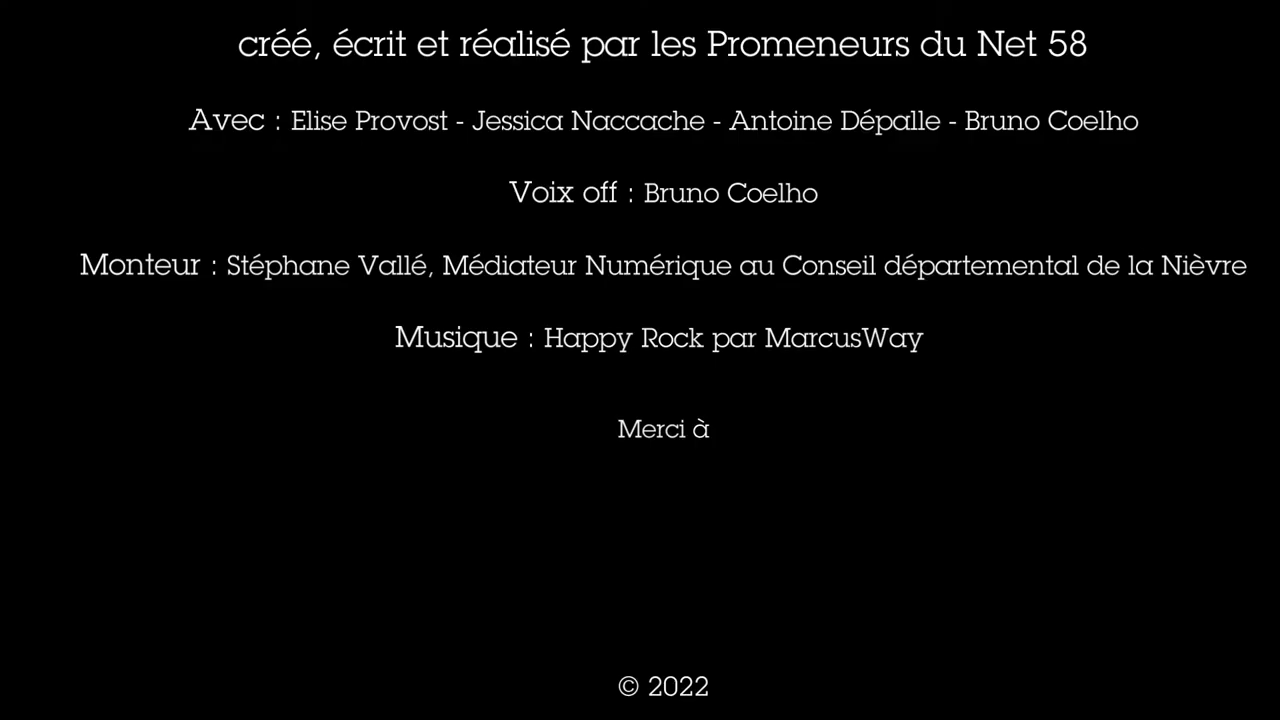 créé, écrit et réalisé par les Promeneurs du Net 58
Avec : Elise Provost - Jessica Naccache - Antoine Dépalle - Bruno Coelho
Voix off : Bruno Coelho
Monteur : Stéphane Vallé, Médiateur Numérique au Conseil départemental de la Nièvre
Musique : Happy Rock par MarcusWay
Merci à
© 2022